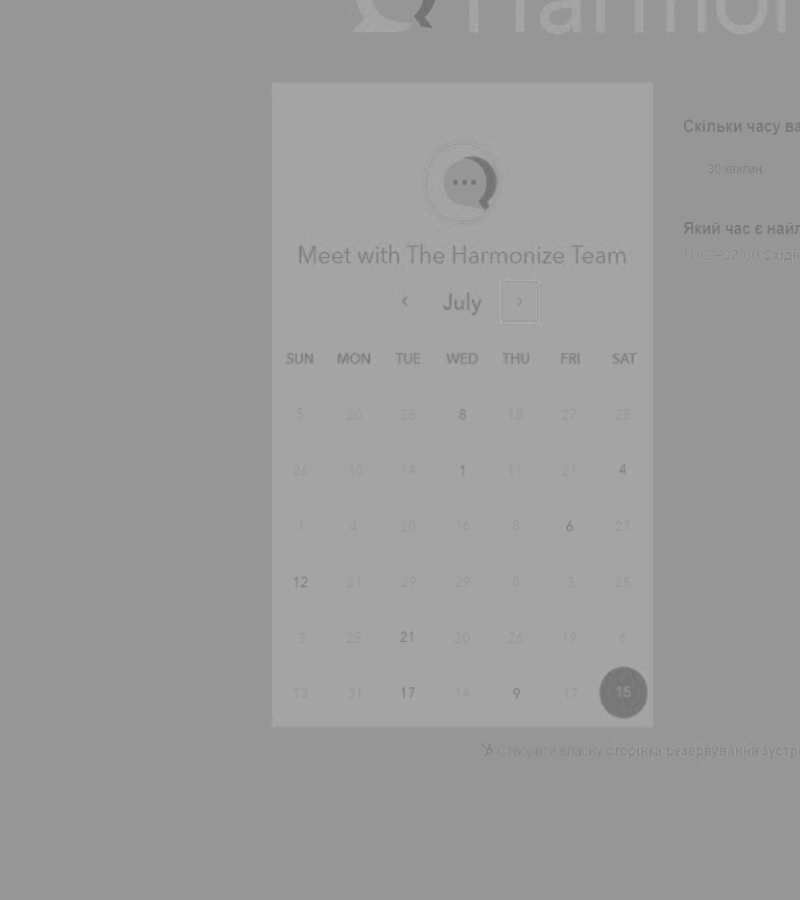 Harmon
Скільки часу ва
30 хвилин
Meet with The Harmonize Team
Який час є найл
UTC +03:00 Східн
‹ July ›
SUN MON TUE WED THU FRI SAT
5 20 28 8 18 27 28
26 10 14 1 11 21 4
1 4 20 16 8 6 27
12 21 29 29 8 3 25
3 25 21 20 26 19 6
13 31 17 14 9 17 15
Створити власну сторінка резервування зустрі